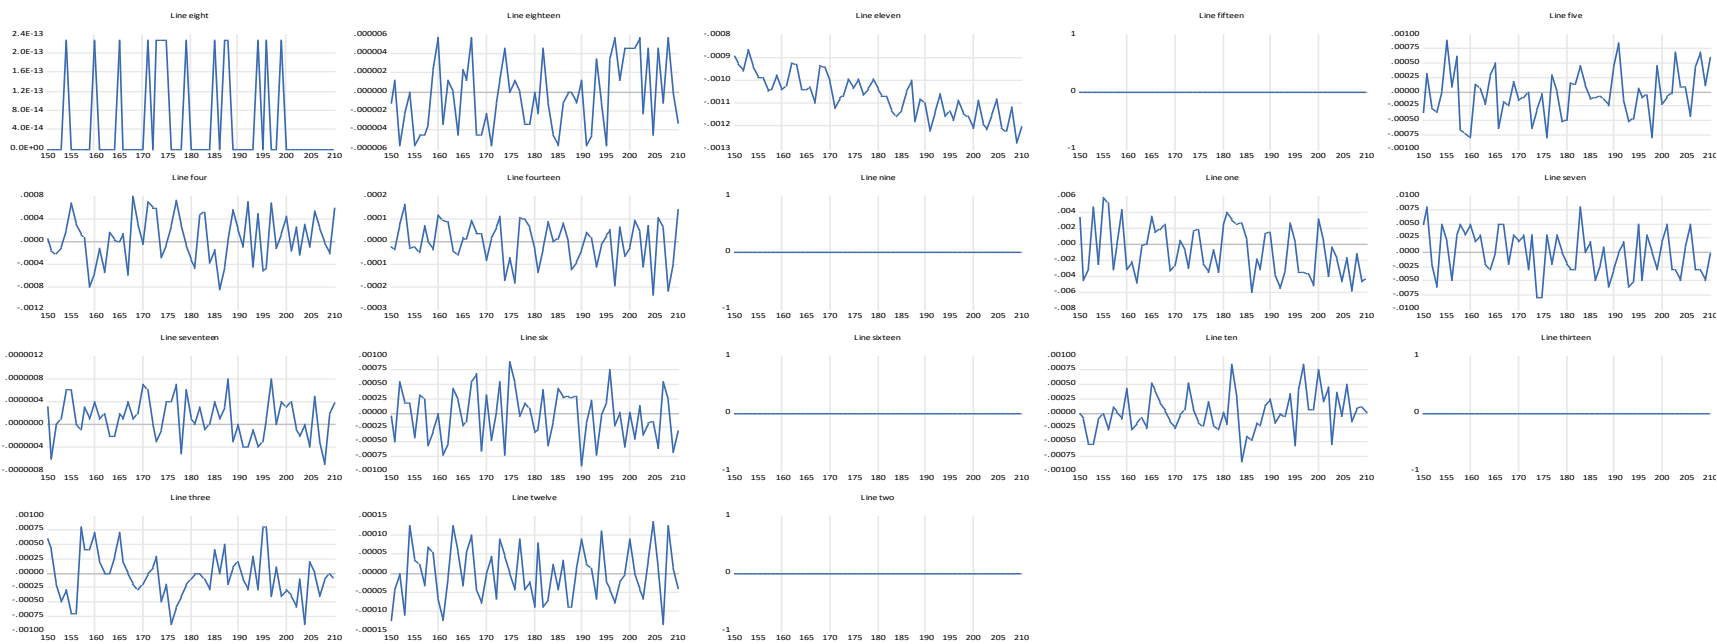 Line eight
2.4E-13
2.0E-13
1.6E-13
1.2E-13
8.0E-14
4.0E-14
0.0E+00
150 155 160 165 170 175 180 185 190 195 200 205 210
Line eighteen
.000006
.000004
.000002
.000000
-.000002
-.000004
-.000006
150 155 160 165 170 175 180 185 190 195 200 205 210
Line eleven
-.0008
-.0009
-.0010
-.0011
-.0012
-.0013
150 155 160 165 170 175 180 185 190 195 200 205 210
Line fifteen
1
0
-1
150 155 160 165 170 175 180 185 190 195 200 205 210
Line five
.00100
.00075
.00050
.00025
.00000
-.00025
-.00050
-.00075
-.00100
150 155 160 165 170 175 180 185 190 195 200 205 210
Line four
.0008
.0004
.0000
-.0004
-.0008
-.0012
150 155 160 165 170 175 180 185 190 195 200 205 210
Line fourteen
.0002
.0001
.0000
-.0001
-.0002
-.0003
150 155 160 165 170 175 180 185 190 195 200 205 210
Line nine
1
0
-1
150 155 160 165 170 175 180 185 190 195 200 205 210
Line one
.006
.004
.002
.000
-.002
-.004
-.006
-.008
150 155 160 165 170 175 180 185 190 195 200 205 210
Line seven
.0100
.0075
.0050
.0025
.0000
-.0025
-.0050
-.0075
-.0100
150 155 160 165 170 175 180 185 190 195 200 205 210
Line seventeen
.0000012
.0000008
.0000004
.0000000
-.0000004
-.0000008
150 155 160 165 170 175 180 185 190 195 200 205 210
Line six
.00100
.00075
.00050
.00025
.00000
-.00025
-.00050
-.00075
-.00100
150 155 160 165 170 175 180 185 190 195 200 205 210
Line sixteen
1
0
-1
150 155 160 165 170 175 180 185 190 195 200 205 210
Line ten
.00100
.00075
.00050
.00025
.00000
-.00025
-.00050
-.00075
-.00100
150 155 160 165 170 175 180 185 190 195 200 205 210
Line thirteen
1
0
-1
150 155 160 165 170 175 180 185 190 195 200 205 210
Line three
.00100
.00075
.00050
.00025
.00000
-.00025
-.00050
-.00075
-.00100
150 155 160 165 170 175 180 185 190 195 200 205 210
Line twelve
.00015
.00010
.00005
.00000
-.00005
-.00010
-.00015
150 155 160 165 170 175 180 185 190 195 200 205 210
Line two
1
0
-1
150 155 160 165 170 175 180 185 190 195 200 205 210